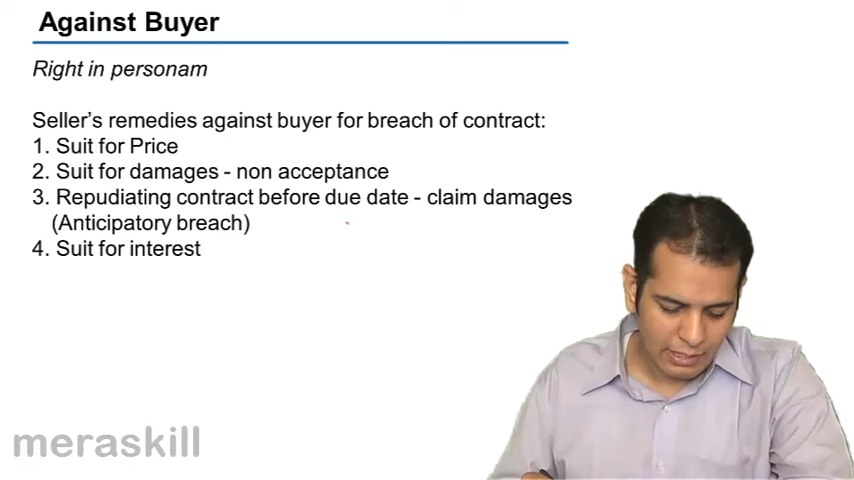 Against Buyer
Right in personam
Seller's remedies against buyer for breach of contract:
1. Suit for Price
2. Suit for damages - non acceptance
3. Repudiating contract before due date - claim damages
(Anticipatory breach)
4. Suit for interest
meraskill